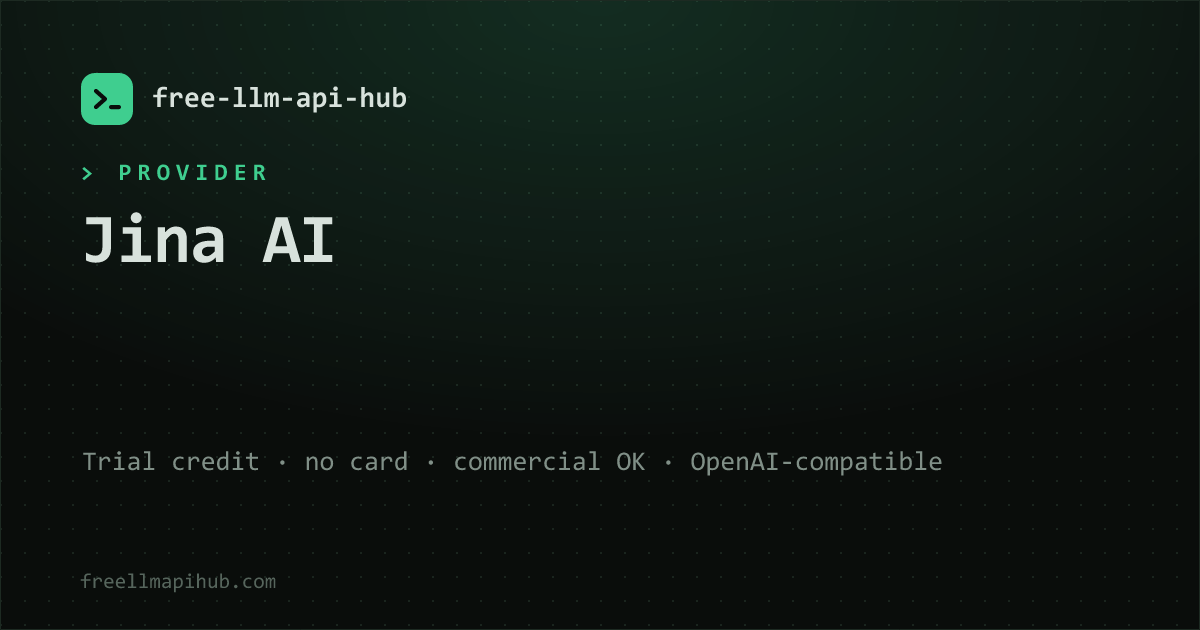 free-llm-api-hub
> PROVIDER
Jina AI
Trial credit · no card · commercial OK · OpenAI-compatible
freellmapihub.com